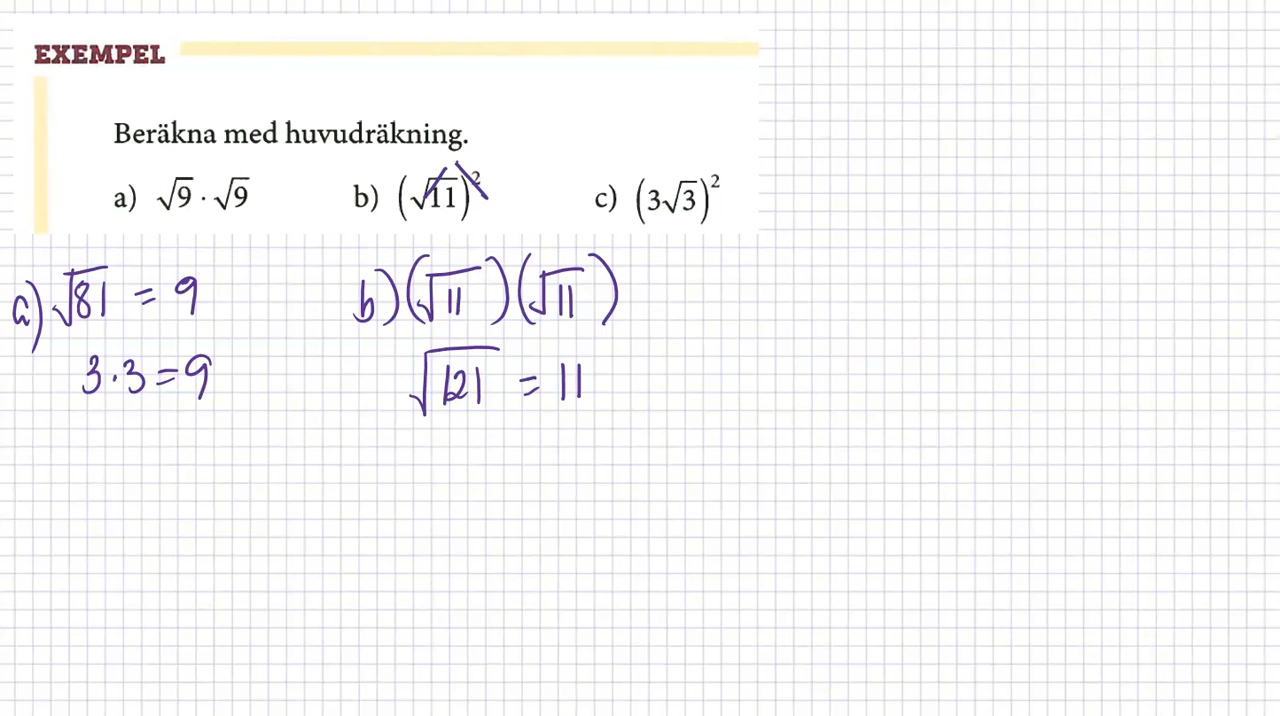 EXEMPEL
Beräkna med huvudräkning.
a) √9 · √9 b) (√11)² c) (3√3)²
a) √81 = 9 b) (√11)(√11)
3·3=9 √121 = 11